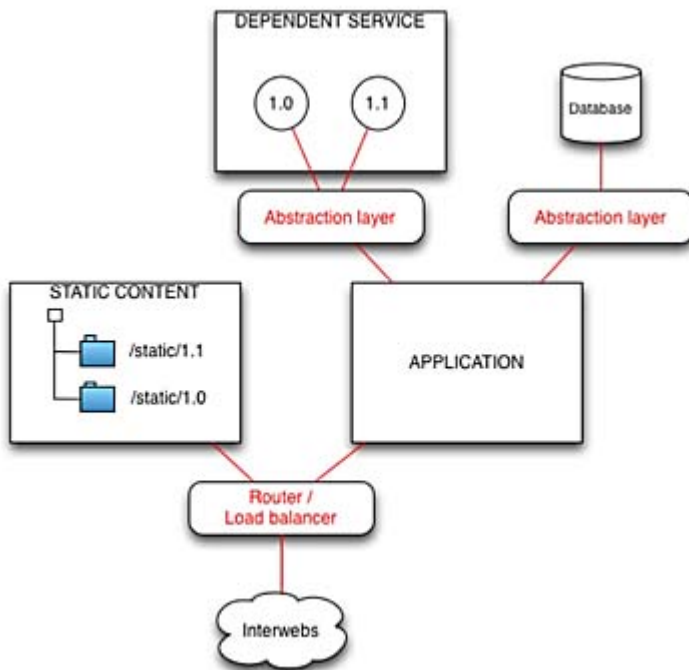 DEPENDENT SERVICE
1.0
1.1
Database
Abstraction layer
Abstraction layer
STATIC CONTENT
/static/1.1
/static/1.0
APPLICATION
Router /
Load balancer
Interwebs